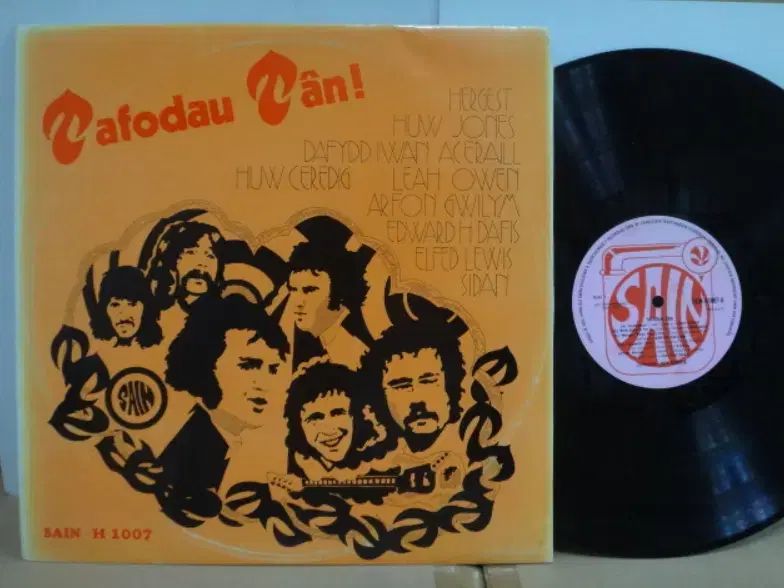 Tafodau Tân!
HERGEST
HUW JONES
DAFYDD IWAN AC ERAILL
HUW CEREDIG LEAH OWEN
ARFON GWILYM
EDWARD H DAFIS
ELFED LEWIS
SIDAN
SAIN
SAIN H 1007
SAIN